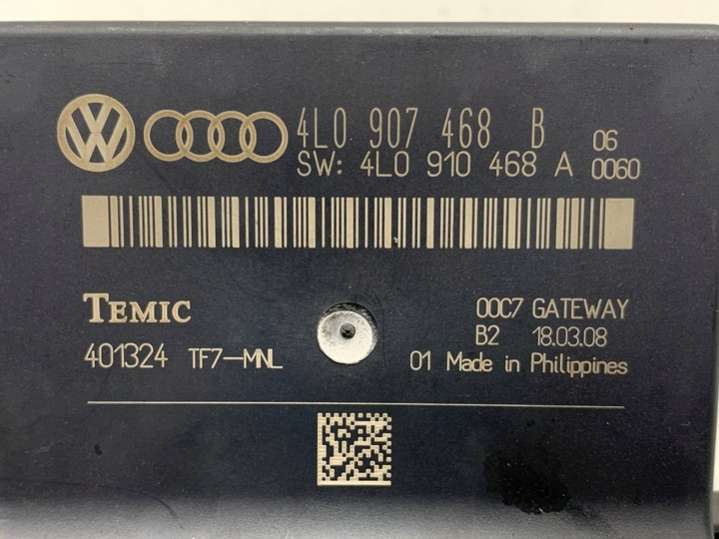 4L0 907 468 B 06
SW: 4L0 910 468 A 0060
TEMIC
00C7 GATEWAY
B2 18.03.08
401324 TF7-MNL
01 Made in Philippines